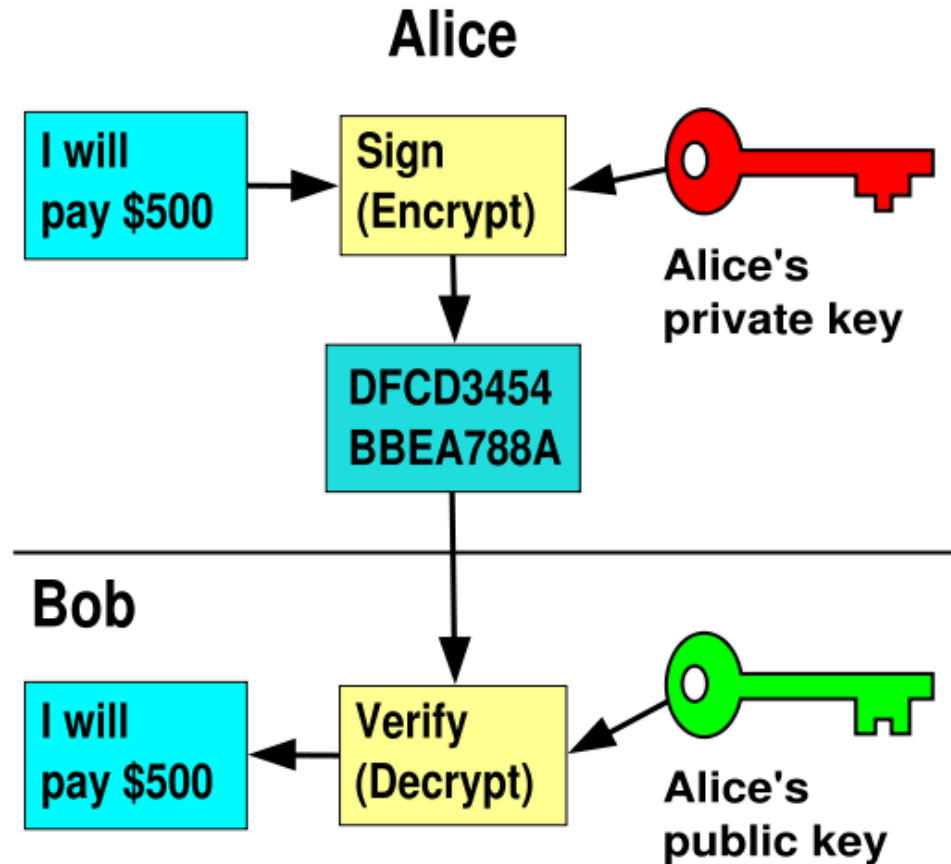 Alice
I will
pay $500
Sign
(Encrypt)
Alice's
private key
DFCD3454
BBEA788A
Bob
I will
pay $500
Verify
(Decrypt)
Alice's
public key